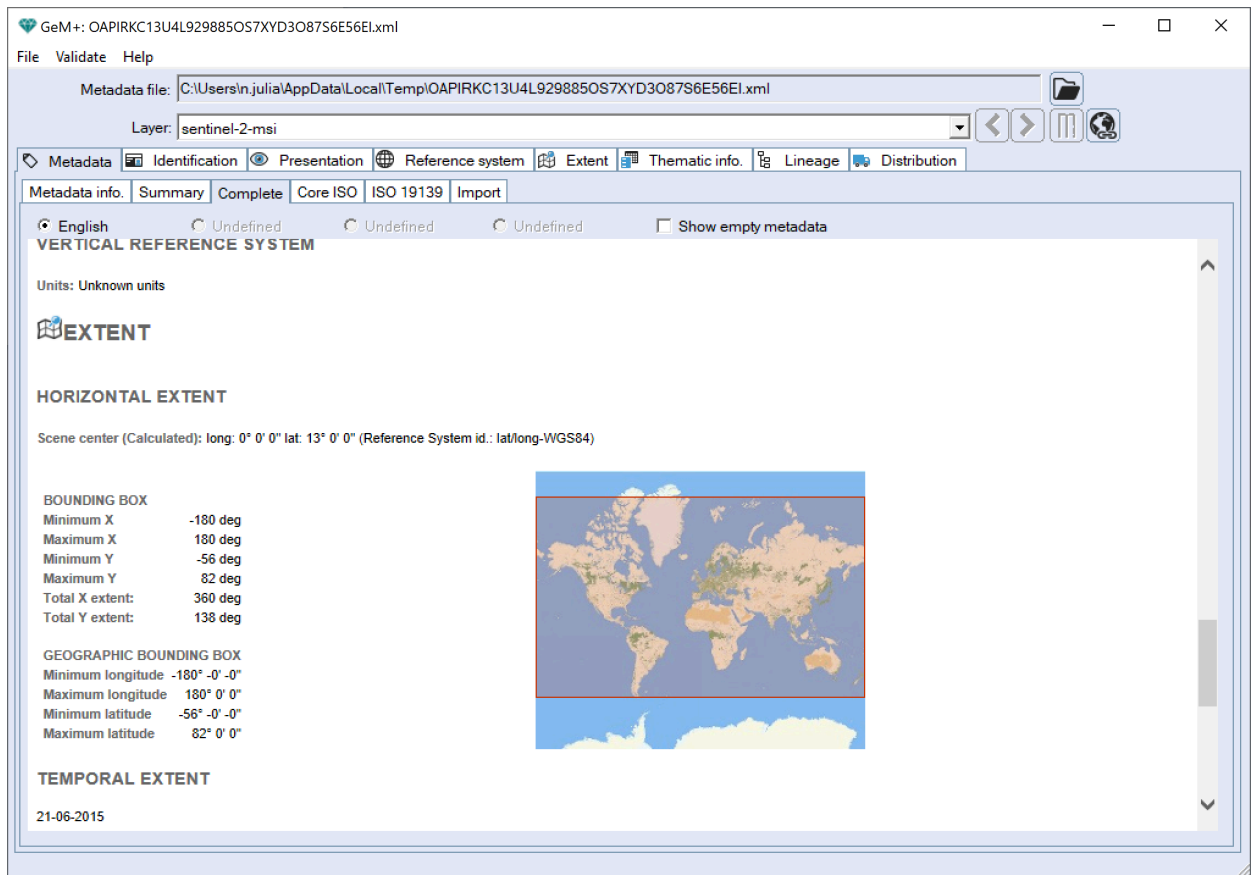 GeM+: OAPIRKC13U4L929885OS7XYD3O87S6E56EI.xml
File Validate Help
Metadata file: C:\Users\n.julia\AppData\Local\Temp\OAPIRKC13U4L929885OS7XYD3O87S6E56EI.xml
Layer: sentinel-2-msi
Metadata Identification Presentation Reference system Extent Thematic info. Lineage Distribution
Metadata info. Summary Complete Core ISO ISO 19139 Import
English Undefined Undefined Undefined Show empty metadata
VERTICAL REFERENCE SYSTEM
Units: Unknown units
EXTENT
HORIZONTAL EXTENT
Scene center (Calculated): long: 0° 0' 0" lat: 13° 0' 0" (Reference System id.: lat/long-WGS84)
BOUNDING BOX
Minimum X -180 deg
Maximum X 180 deg
Minimum Y -56 deg
Maximum Y 82 deg
Total X extent: 360 deg
Total Y extent: 138 deg
GEOGRAPHIC BOUNDING BOX
Minimum longitude -180° -0' -0"
Maximum longitude 180° 0' 0"
Minimum latitude -56° -0' -0"
Maximum latitude 82° 0' 0"
TEMPORAL EXTENT
21-06-2015